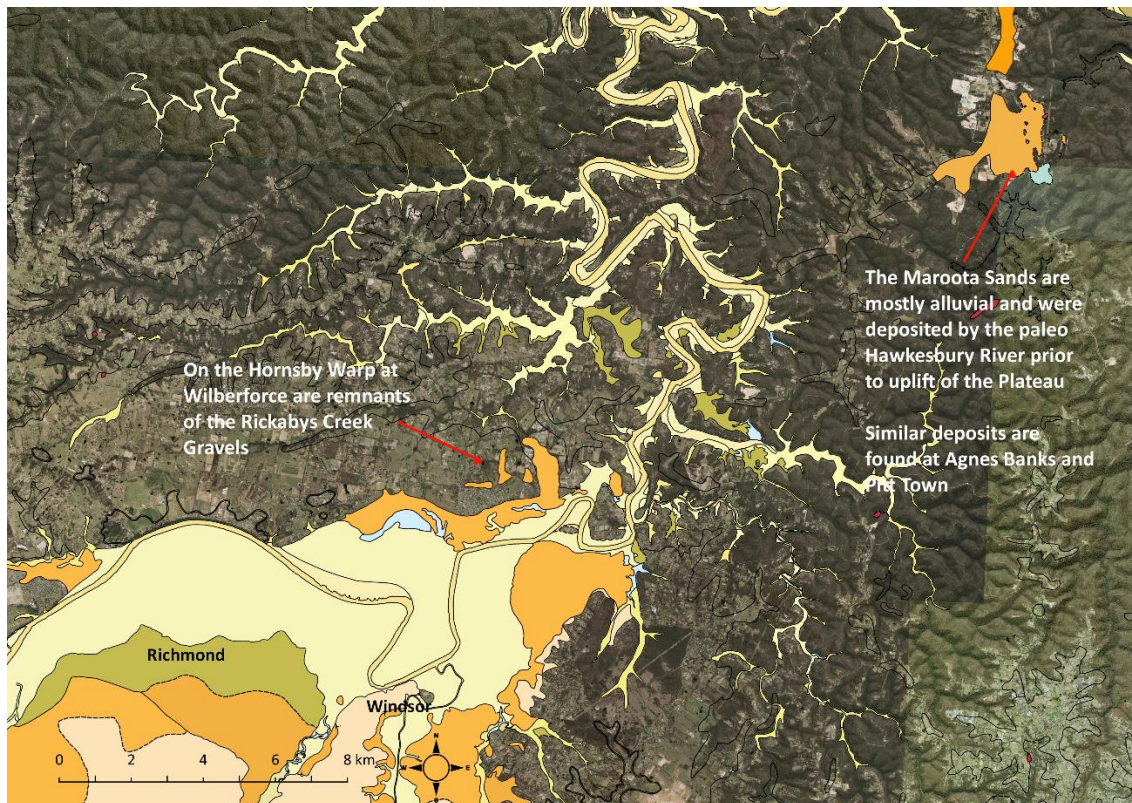 The Maroota Sands are
mostly alluvial and were
deposited by the paleo
Hawkesbury River prior
to uplift of the Plateau
Similar deposits are
found at Agnes Banks and
Pitt Town
On the Hornsby Warp at
Wilberforce are remnants
of the Rickabys Creek
Gravels
Richmond
Windsor
0 2 4 6 8 km
N
W E
S